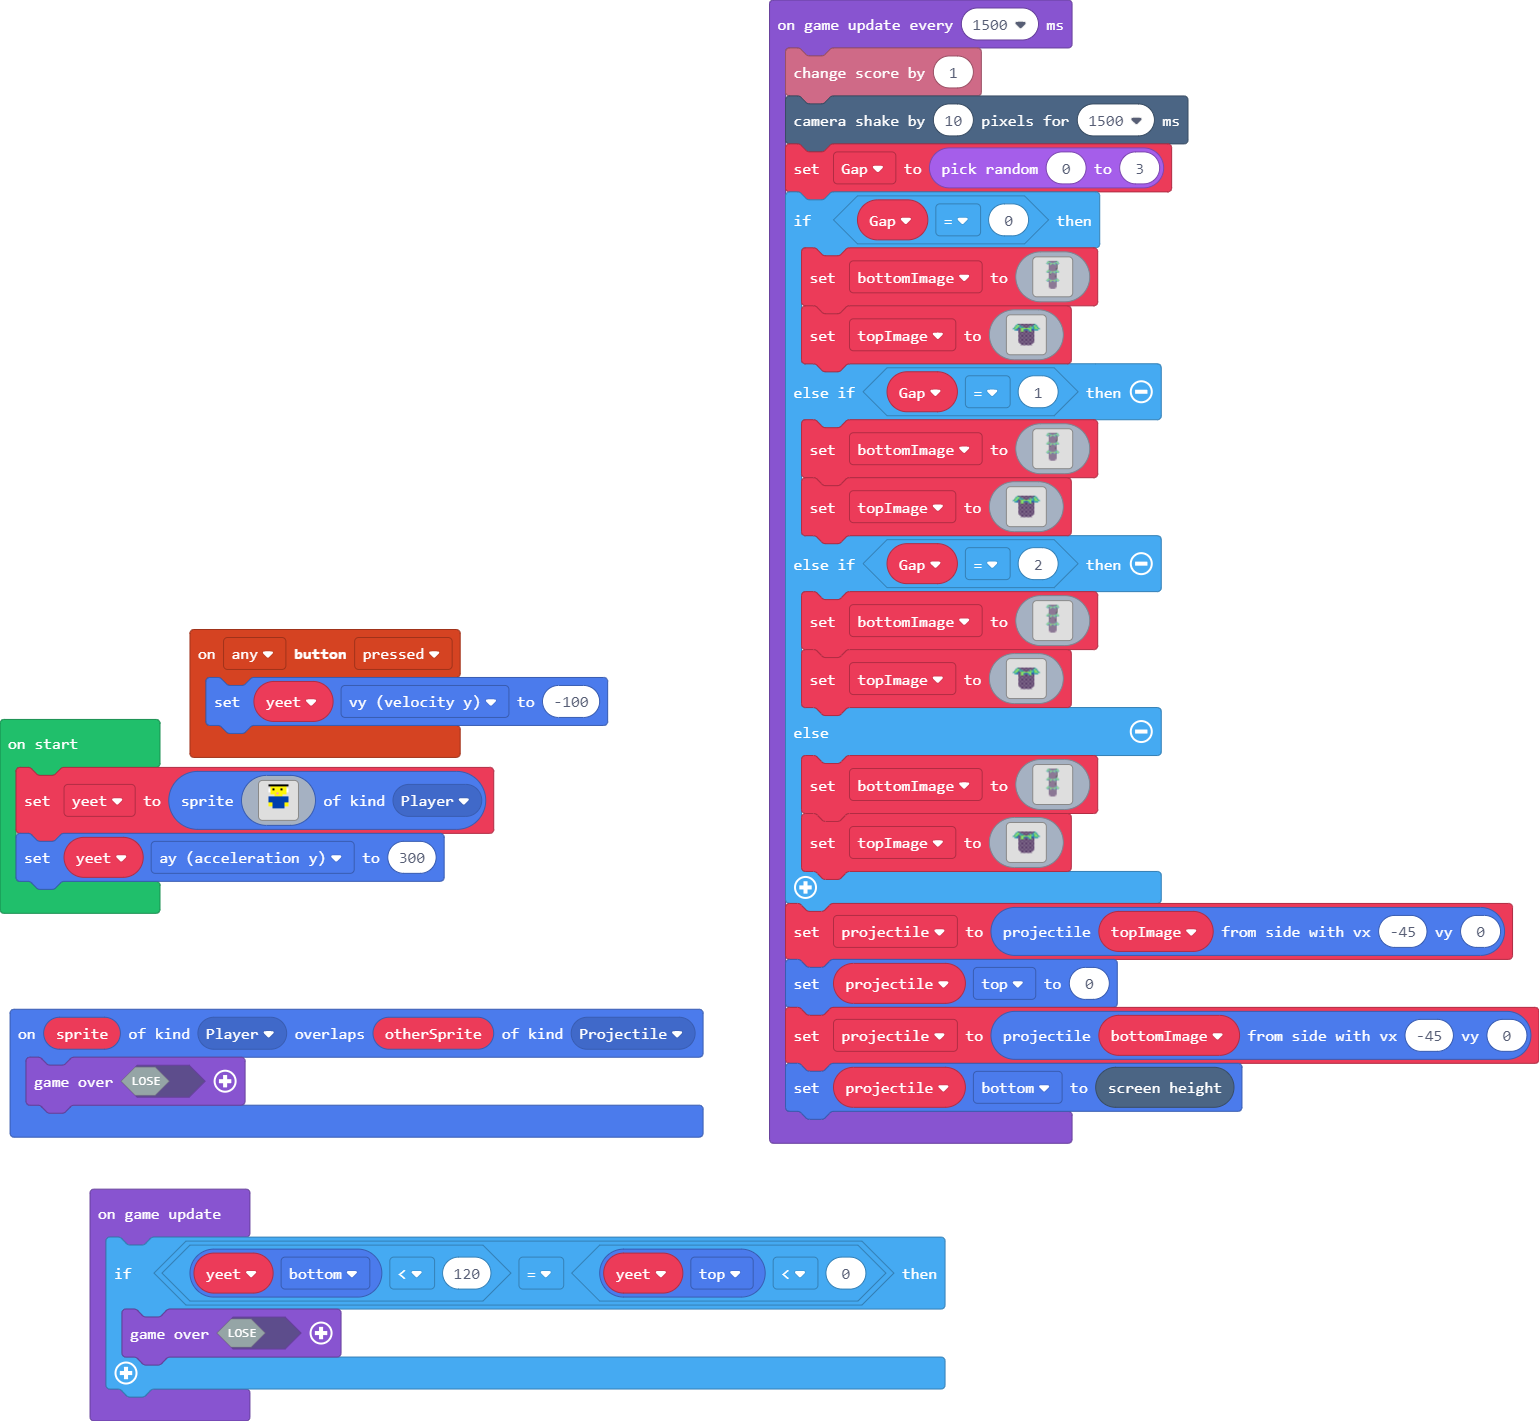 on game update every 1500 ms
change score by 1
camera shake by 10 pixels for 1500 ms
set Gap to pick random 0 to 3
if Gap = 0 then
set bottomImage to
set topImage to
else if Gap = 1 then
set bottomImage to
set topImage to
else if Gap = 2 then
set bottomImage to
set topImage to
else
set bottomImage to
set topImage to
set projectile to projectile topImage from side with vx -45 vy 0
set projectile top to 0
set projectile to projectile bottomImage from side with vx -45 vy 0
set projectile bottom to screen height
on any button pressed
set yeet vy (velocity y) to -100
on start
set yeet to sprite of kind Player
set yeet ay (acceleration y) to 300
on sprite of kind Player overlaps otherSprite of kind Projectile
game over LOSE
on game update
if yeet bottom < 120 = yeet top < 0 then
game over LOSE